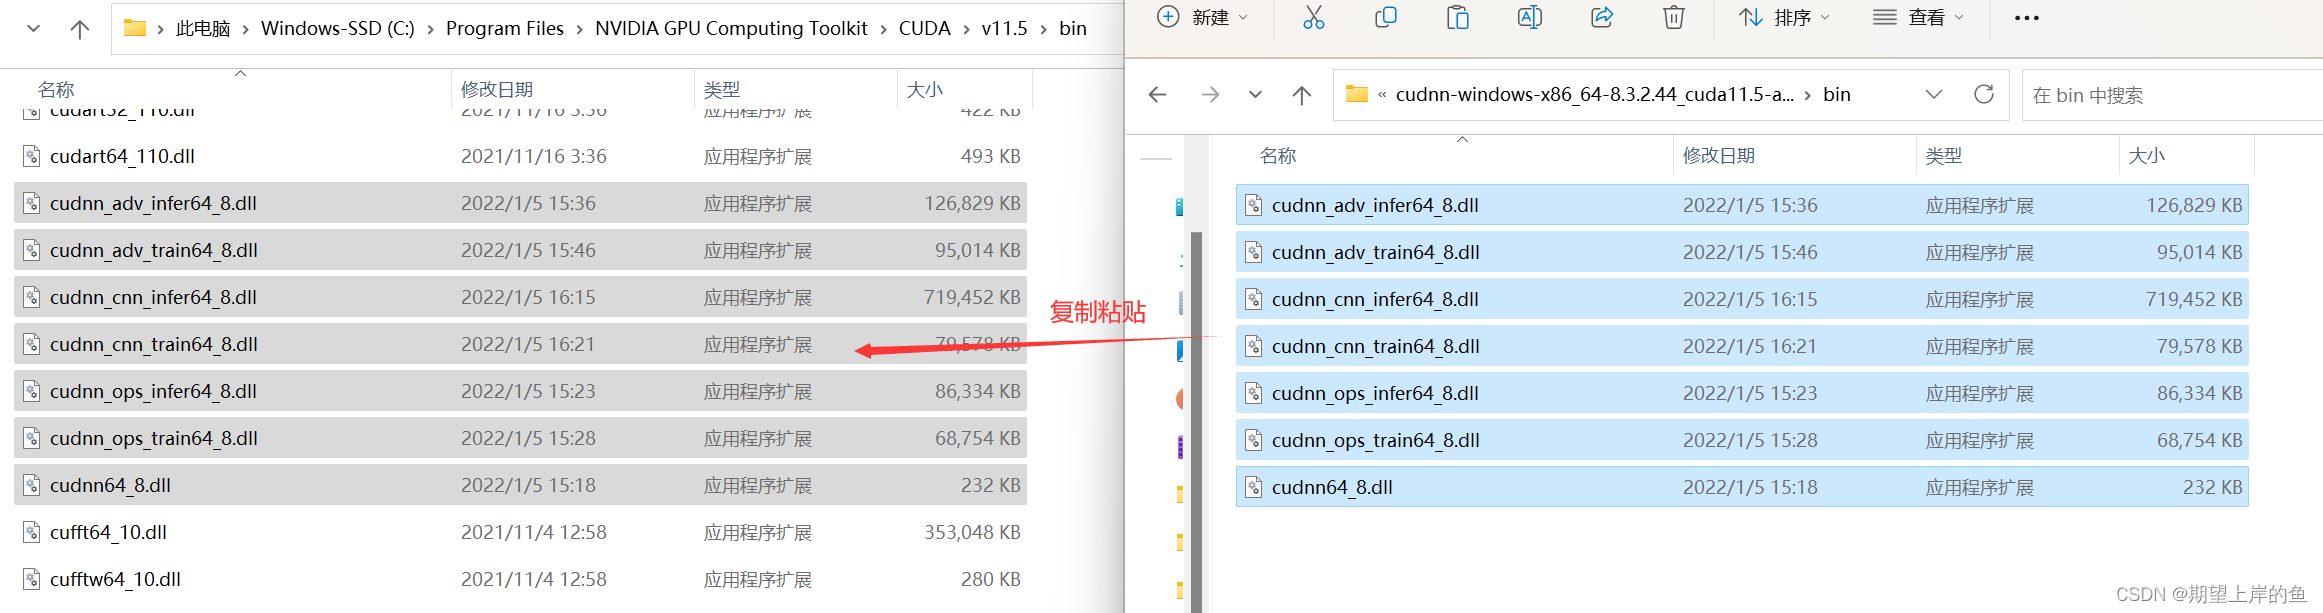 此电脑 › Windows-SSD (C:) › Program Files › NVIDIA GPU Computing Toolkit › CUDA › v11.5 › bin
名称 修改日期 类型 大小
cudart32_110.dll 2021/11/16 3:36 应用程序扩展 422 KB
cudart64_110.dll 2021/11/16 3:36 应用程序扩展 493 KB
cudnn_adv_infer64_8.dll 2022/1/5 15:36 应用程序扩展 126,829 KB
cudnn_adv_train64_8.dll 2022/1/5 15:46 应用程序扩展 95,014 KB
cudnn_cnn_infer64_8.dll 2022/1/5 16:15 应用程序扩展 719,452 KB
cudnn_cnn_train64_8.dll 2022/1/5 16:21 应用程序扩展 79,578 KB
cudnn_ops_infer64_8.dll 2022/1/5 15:23 应用程序扩展 86,334 KB
cudnn_ops_train64_8.dll 2022/1/5 15:28 应用程序扩展 68,754 KB
cudnn64_8.dll 2022/1/5 15:18 应用程序扩展 232 KB
cufft64_10.dll 2021/11/4 12:58 应用程序扩展 353,048 KB
cufftw64_10.dll 2021/11/4 12:58 应用程序扩展 280 KB
复制粘贴
新建 排序 查看
« cudnn-windows-x86_64-8.3.2.44_cuda11.5-a... › bin
在 bin 中搜索
名称 修改日期 类型 大小
cudnn_adv_infer64_8.dll 2022/1/5 15:36 应用程序扩展 126,829 KB
cudnn_adv_train64_8.dll 2022/1/5 15:46 应用程序扩展 95,014 KB
cudnn_cnn_infer64_8.dll 2022/1/5 16:15 应用程序扩展 719,452 KB
cudnn_cnn_train64_8.dll 2022/1/5 16:21 应用程序扩展 79,578 KB
cudnn_ops_infer64_8.dll 2022/1/5 15:23 应用程序扩展 86,334 KB
cudnn_ops_train64_8.dll 2022/1/5 15:28 应用程序扩展 68,754 KB
cudnn64_8.dll 2022/1/5 15:18 应用程序扩展 232 KB
CSDN @期望上岸的鱼